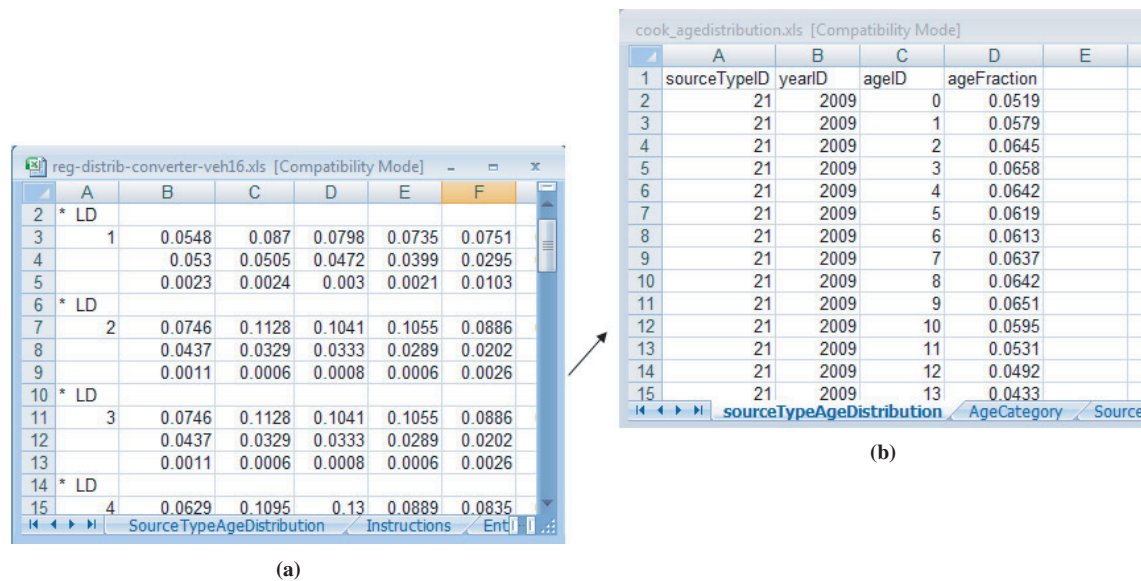 reg-distrib-converter-veh16.xls [Compatibility Mode]
A B C D E F
2 * LD
3 1 0.0548 0.087 0.0798 0.0735 0.0751
4 0.053 0.0505 0.0472 0.0399 0.0295
5 0.0023 0.0024 0.003 0.0021 0.0103
6 * LD
7 2 0.0746 0.1128 0.1041 0.1055 0.0886
8 0.0437 0.0329 0.0333 0.0289 0.0202
9 0.0011 0.0006 0.0008 0.0006 0.0026
10 * LD
11 3 0.0746 0.1128 0.1041 0.1055 0.0886
12 0.0437 0.0329 0.0333 0.0289 0.0202
13 0.0011 0.0006 0.0008 0.0006 0.0026
14 * LD
15 4 0.0629 0.1095 0.13 0.0889 0.0835
SourceTypeAgeDistribution Instructions Ent
(a)
cook_agedistribution.xls [Compatibility Mode]
A B C D E
1 sourceTypeID yearID ageID ageFraction
2 21 2009 0 0.0519
3 21 2009 1 0.0579
4 21 2009 2 0.0645
5 21 2009 3 0.0658
6 21 2009 4 0.0642
7 21 2009 5 0.0619
8 21 2009 6 0.0613
9 21 2009 7 0.0637
10 21 2009 8 0.0642
11 21 2009 9 0.0651
12 21 2009 10 0.0595
13 21 2009 11 0.0531
14 21 2009 12 0.0492
15 21 2009 13 0.0433
sourceTypeAgeDistribution AgeCategory Source
(b)